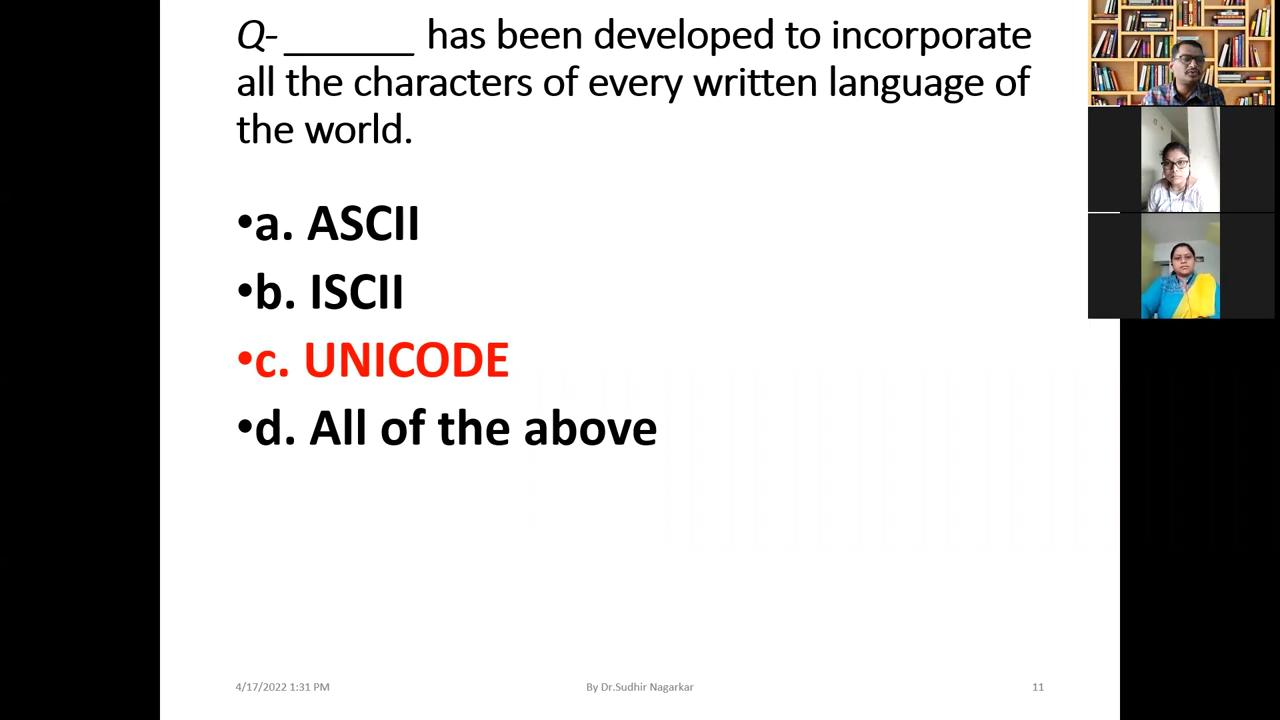 Q- ______ has been developed to incorporate
all the characters of every written language of
the world.
•a. ASCII
•b. ISCII
•c. UNICODE
•d. All of the above
4/17/2022 1:31 PM
By Dr.Sudhir Nagarkar
11